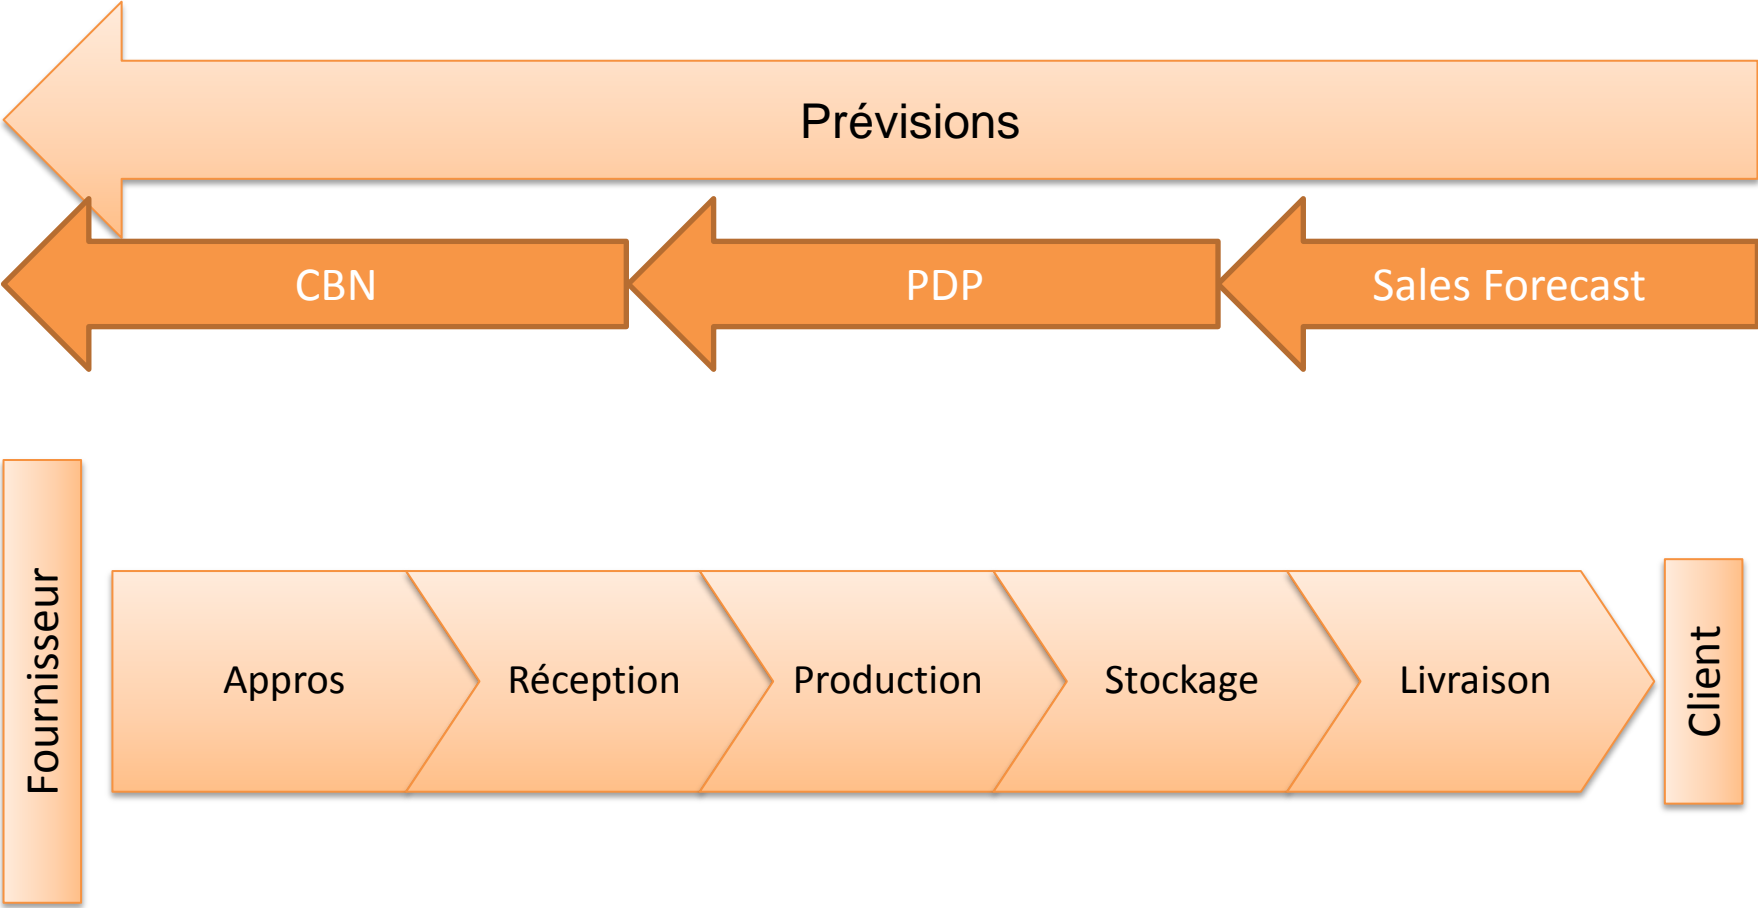 Prévisions
CBN
PDP
Sales Forecast
Fournisseur
Appros
Réception
Production
Stockage
Livraison
Client